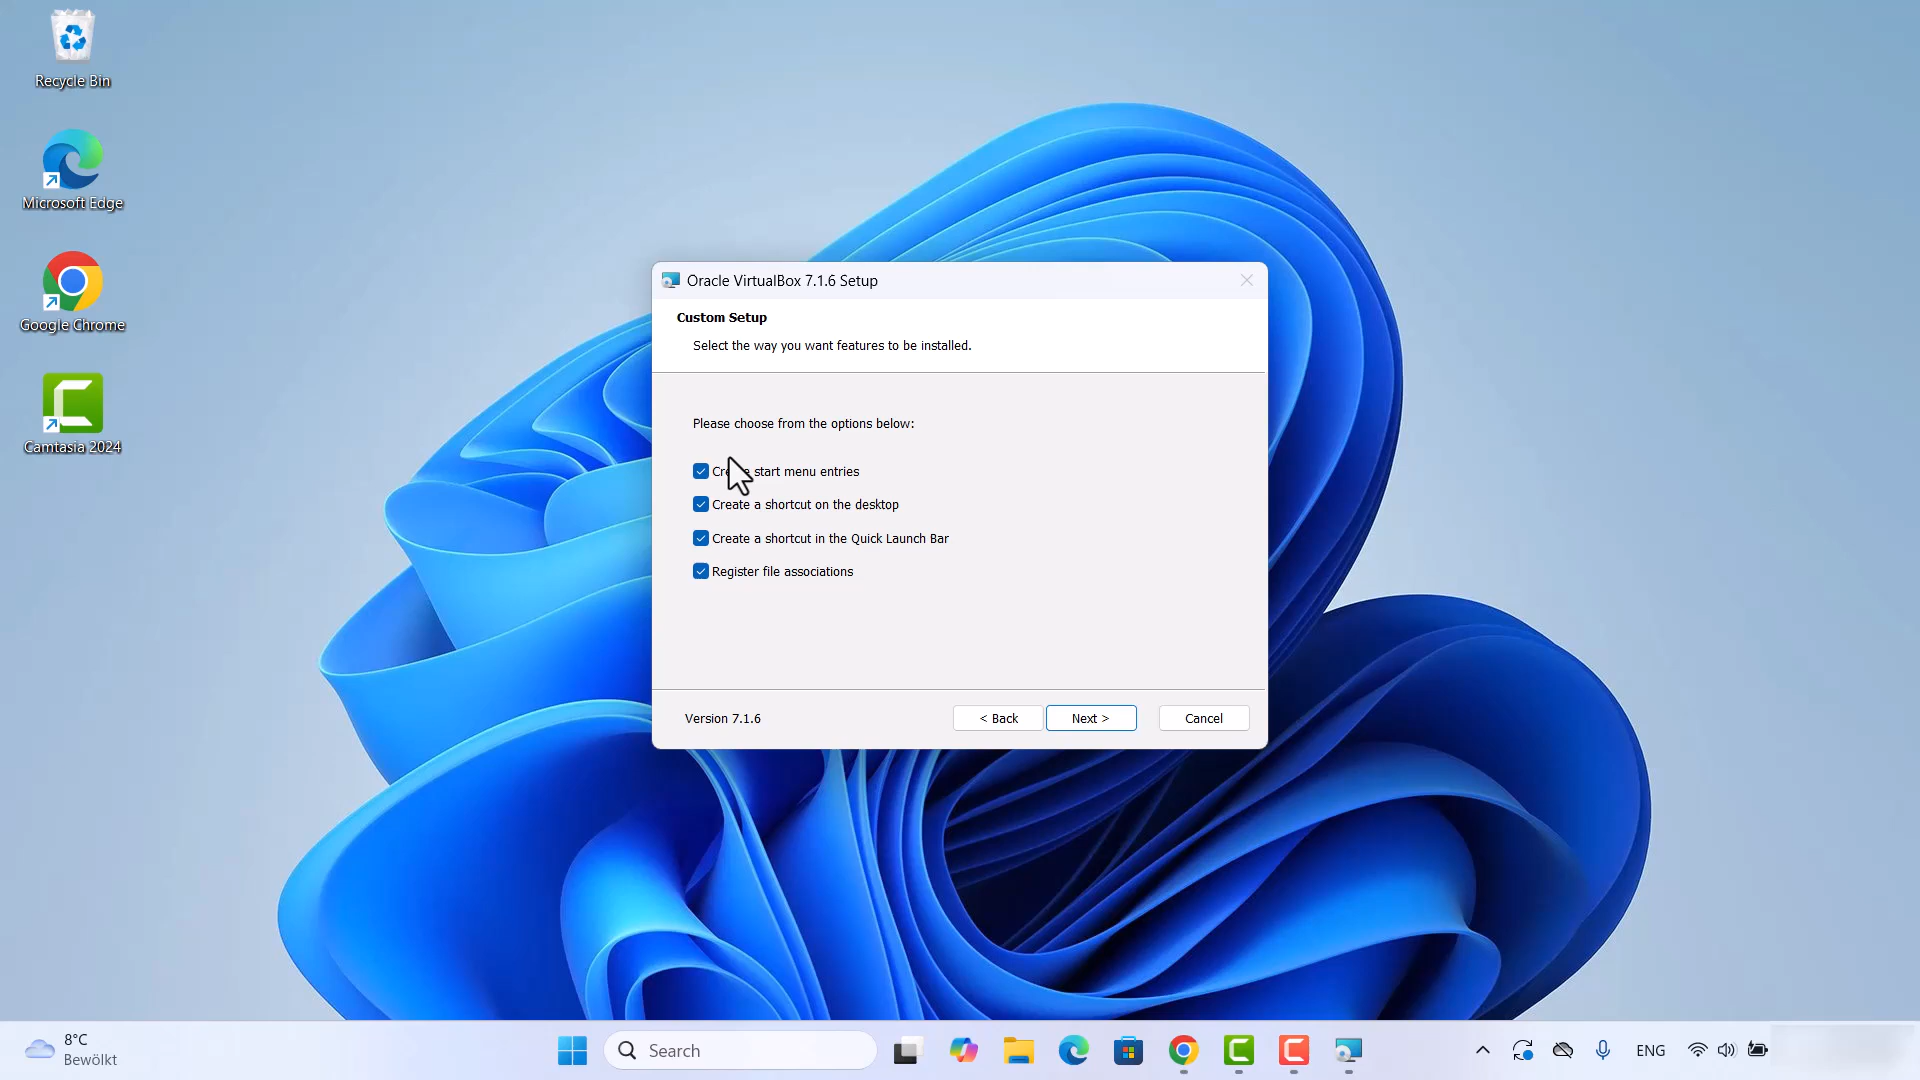 Recycle Bin
Microsoft Edge
Google Chrome
Camtasia 2024
Oracle VirtualBox 7.1.6 Setup
Custom Setup
Select the way you want features to be installed.
Please choose from the options below:
Create start menu entries
Create a shortcut on the desktop
Create a shortcut in the Quick Launch Bar
Register file associations
Version 7.1.6
< Back
Next >
Cancel
8°C
Bewölkt
Search
ENG